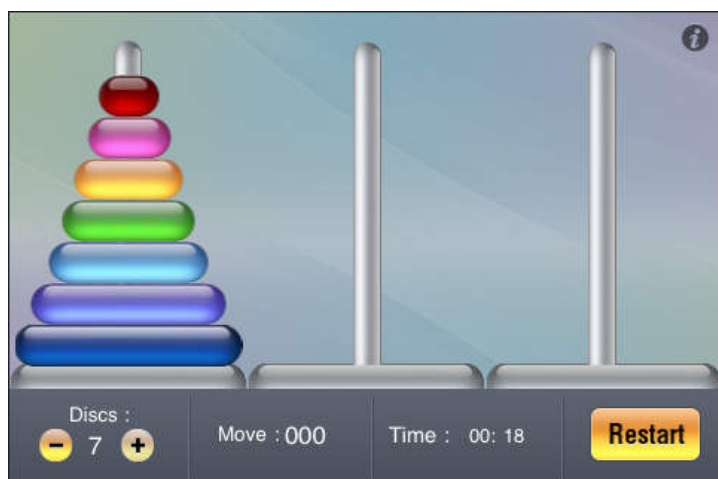 i
Discs :
- 7 +
Move : 000
Time : 00: 18
Restart